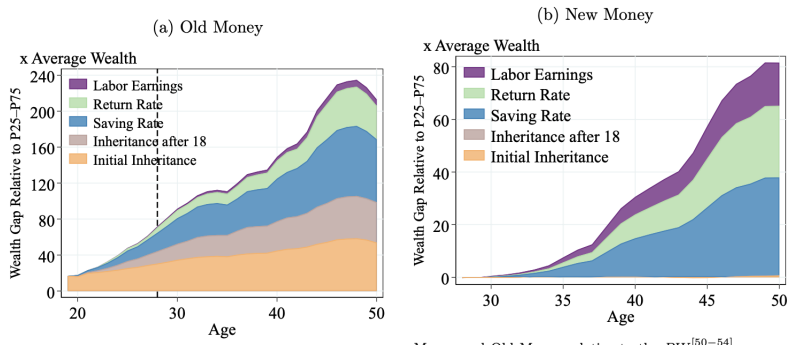 (a) Old Money
x Average Wealth
Wealth Gap Relative to P25–P75
240
200
160
120
80
40
0
Labor Earnings
Return Rate
Saving Rate
Inheritance after 18
Initial Inheritance
20
30
40
50
Age
(b) New Money
x Average Wealth
Wealth Gap Relative to P25–P75
80
60
40
20
0
Labor Earnings
Return Rate
Saving Rate
Inheritance after 18
Initial Inheritance
30
35
40
45
50
Age
[50−54]